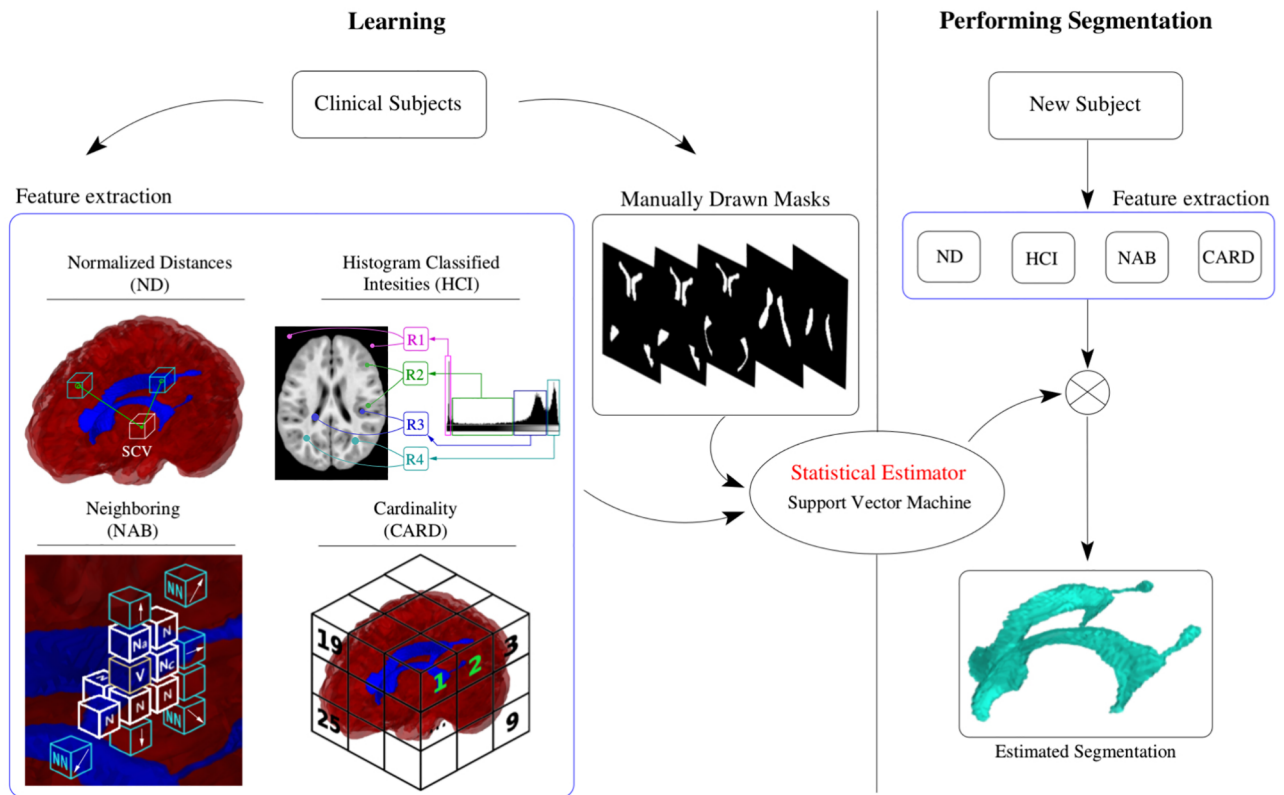 Learning
Performing Segmentation
Clinical Subjects
New Subject
Feature extraction
Manually Drawn Masks
Feature extraction
Normalized Distances
(ND)
Histogram Classified
Intesities (HCI)
ND
HCI
NAB
CARD
R1
R2
R3
R4
SCV
Statistical Estimator
Support Vector Machine
Neighboring
(NAB)
Cardinality
(CARD)
NN
Na
N
V
Nc
N
N
N
N
NN
NN
19
3
1
2
25
...
9
Estimated Segmentation